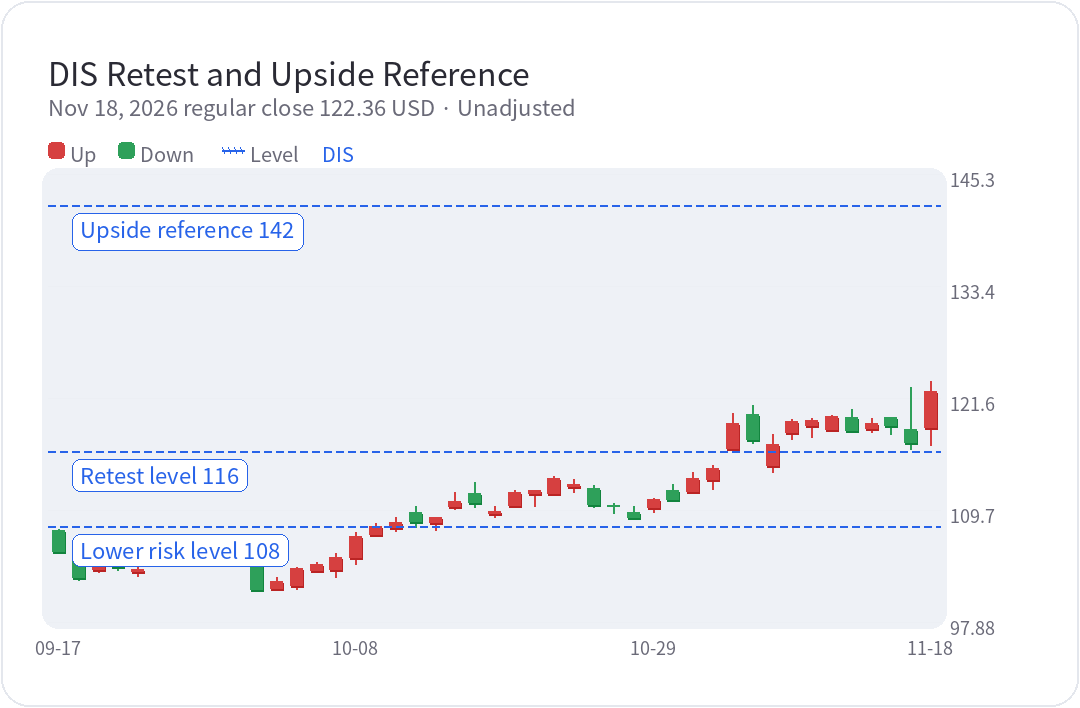 DIS Retest and Upside Reference
Nov 18, 2026 regular close 122.36 USD · Unadjusted
Up Down Level DIS
145.3
Upside reference 142
133.4
121.6
Retest level 116
109.7
Lower risk level 108
97.88
09-17 10-08 10-29 11-18